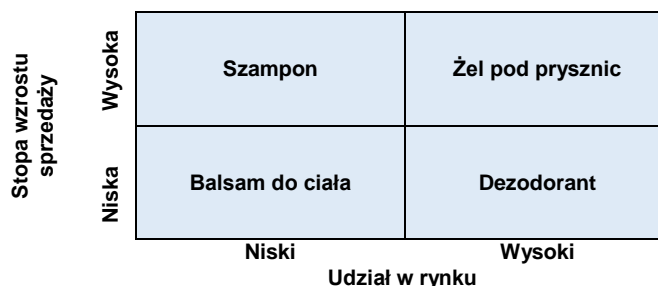 Stopa wzrostu
sprzedaży
Wysoka
Szampon
Żel pod prysznic
Niska
Balsam do ciała
Dezodorant
Niski
Wysoki
Udział w rynku